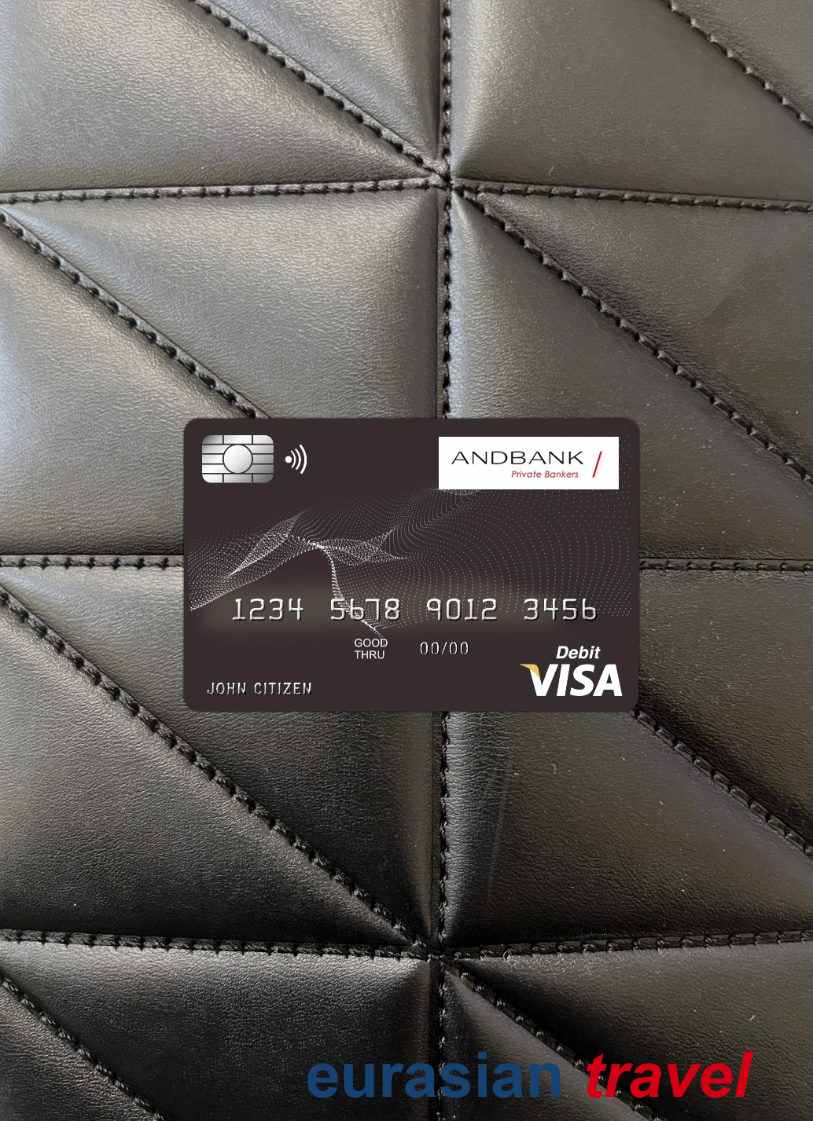 ANDBANK
Private Bankers
1234 5678 9012 3456
GOOD
THRU
00/00
Debit
VISA
JOHN CITIZEN
eurasian travel